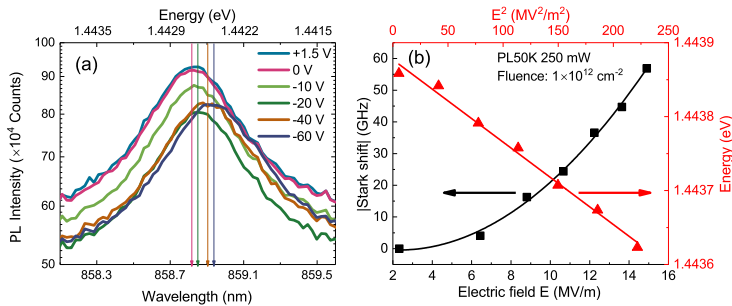 Energy (eV)
1.4435 1.4429 1.4422 1.4415
100
90
80
70
60
50
PL Intensity (×10⁴ Counts)
(a)
+1.5 V
0 V
-10 V
-20 V
-40 V
-60 V
858.3 858.7 859.1 859.5
Wavelength (nm)
E² (MV²/m²)
0 50 100 150 200 250
60
50
40
30
20
10
0
|Stark shift| (GHz)
(b)
PL50K 250 mW
Fluence: 1×10¹² cm⁻²
1.4439
1.4438
1.4437
1.4436
Energy (eV)
2 4 6 8 10 12 14 16
Electric field E (MV/m)